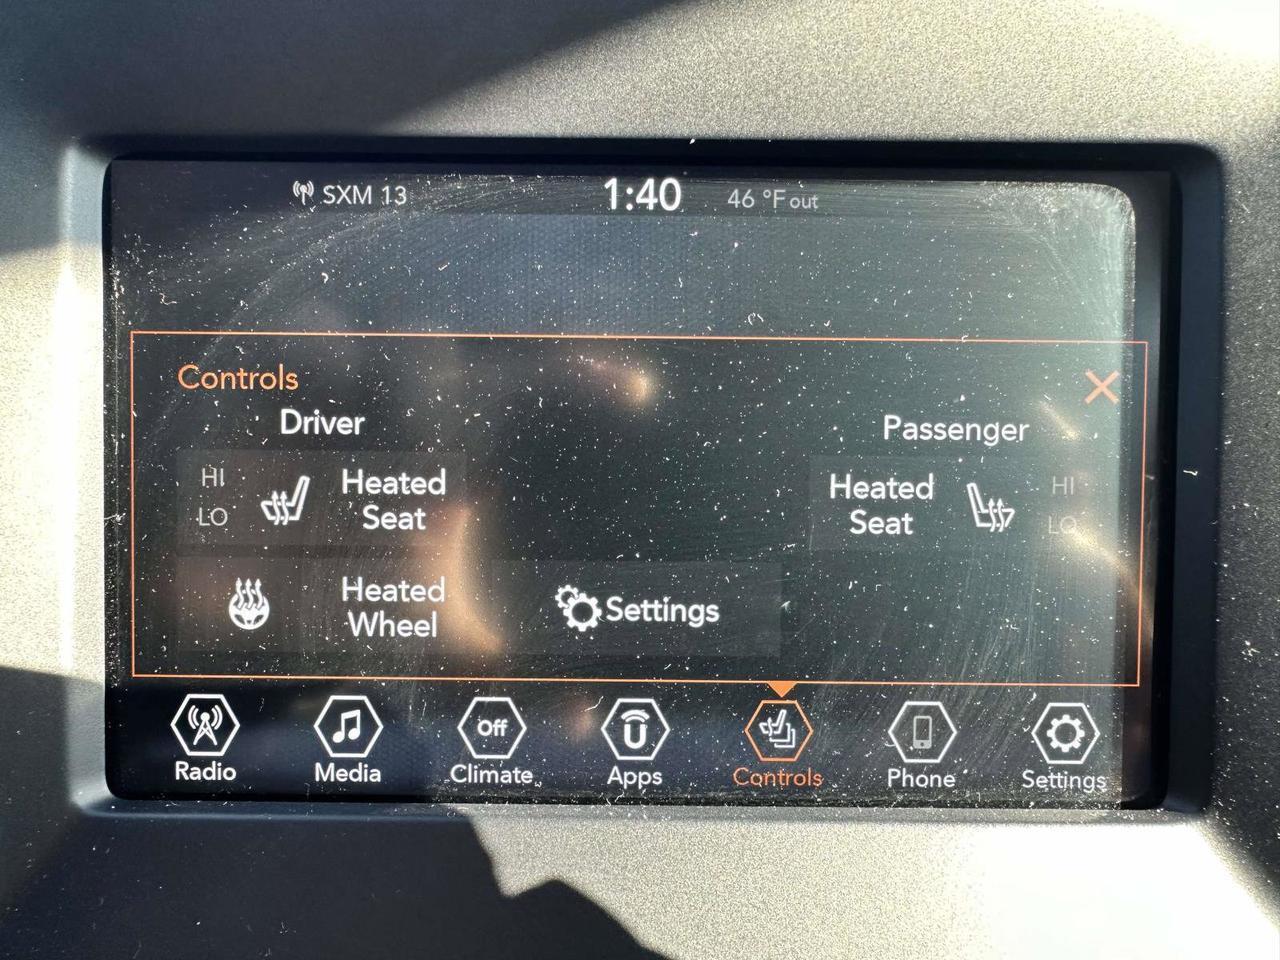 SXM 13 1:40 46 °F out
Controls
Driver Passenger
HI
LO
Heated
Seat
Heated
Seat
HI
LO
Heated
Wheel
Settings
Radio Media Off Climate Apps Controls Phone Settings